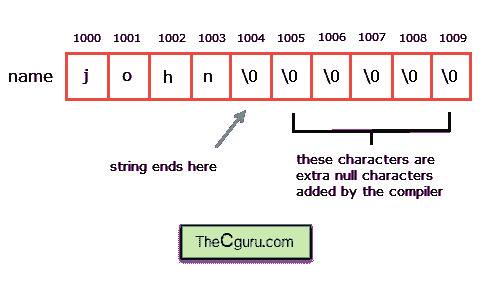 1000 1001 1002 1003 1004 1005 1006 1007 1008 1009
name j o h n \0 \0 \0 \0 \0 \0
string ends here
these characters are
extra null characters
added by the compiler
TheCguru.com